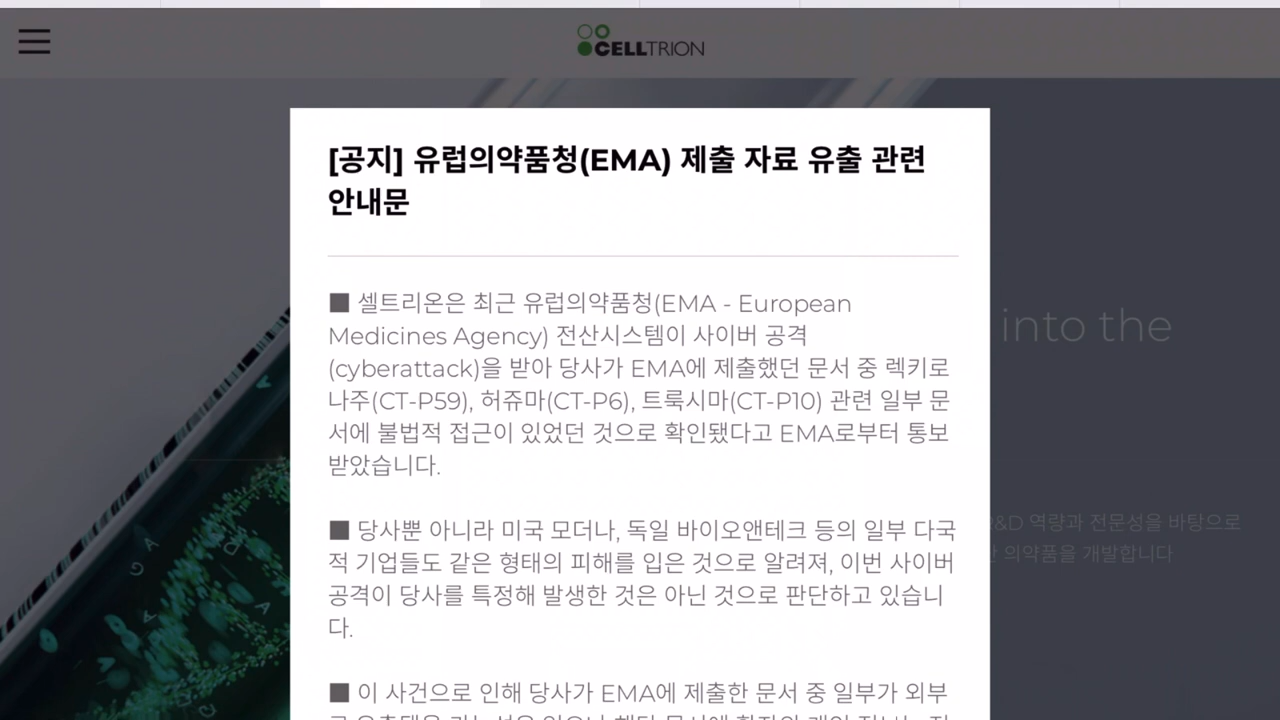 CELLTRION
[공지] 유럽의약품청(EMA) 제출 자료 유출 관련
안내문
■ 셀트리온은 최근 유럽의약품청(EMA - European
Medicines Agency) 전산시스템이 사이버 공격
(cyberattack)을 받아 당사가 EMA에 제출했던 문서 중 렉키로
나주(CT-P59), 허쥬마(CT-P6), 트룩시마(CT-P10) 관련 일부 문
서에 불법적 접근이 있었던 것으로 확인됐다고 EMA로부터 통보
받았습니다.
into the
■ 당사뿐 아니라 미국 모더나, 독일 바이오앤테크 등의 일부 다국
적 기업들도 같은 형태의 피해를 입은 것으로 알려져, 이번 사이버
공격이 당사를 특정해 발생한 것은 아닌 것으로 판단하고 있습니
다.
R&D 역량과 전문성을 바탕으로
의약품을 개발합니다
■ 이 사건으로 인해 당사가 EMA에 제출한 문서 중 일부가 외부